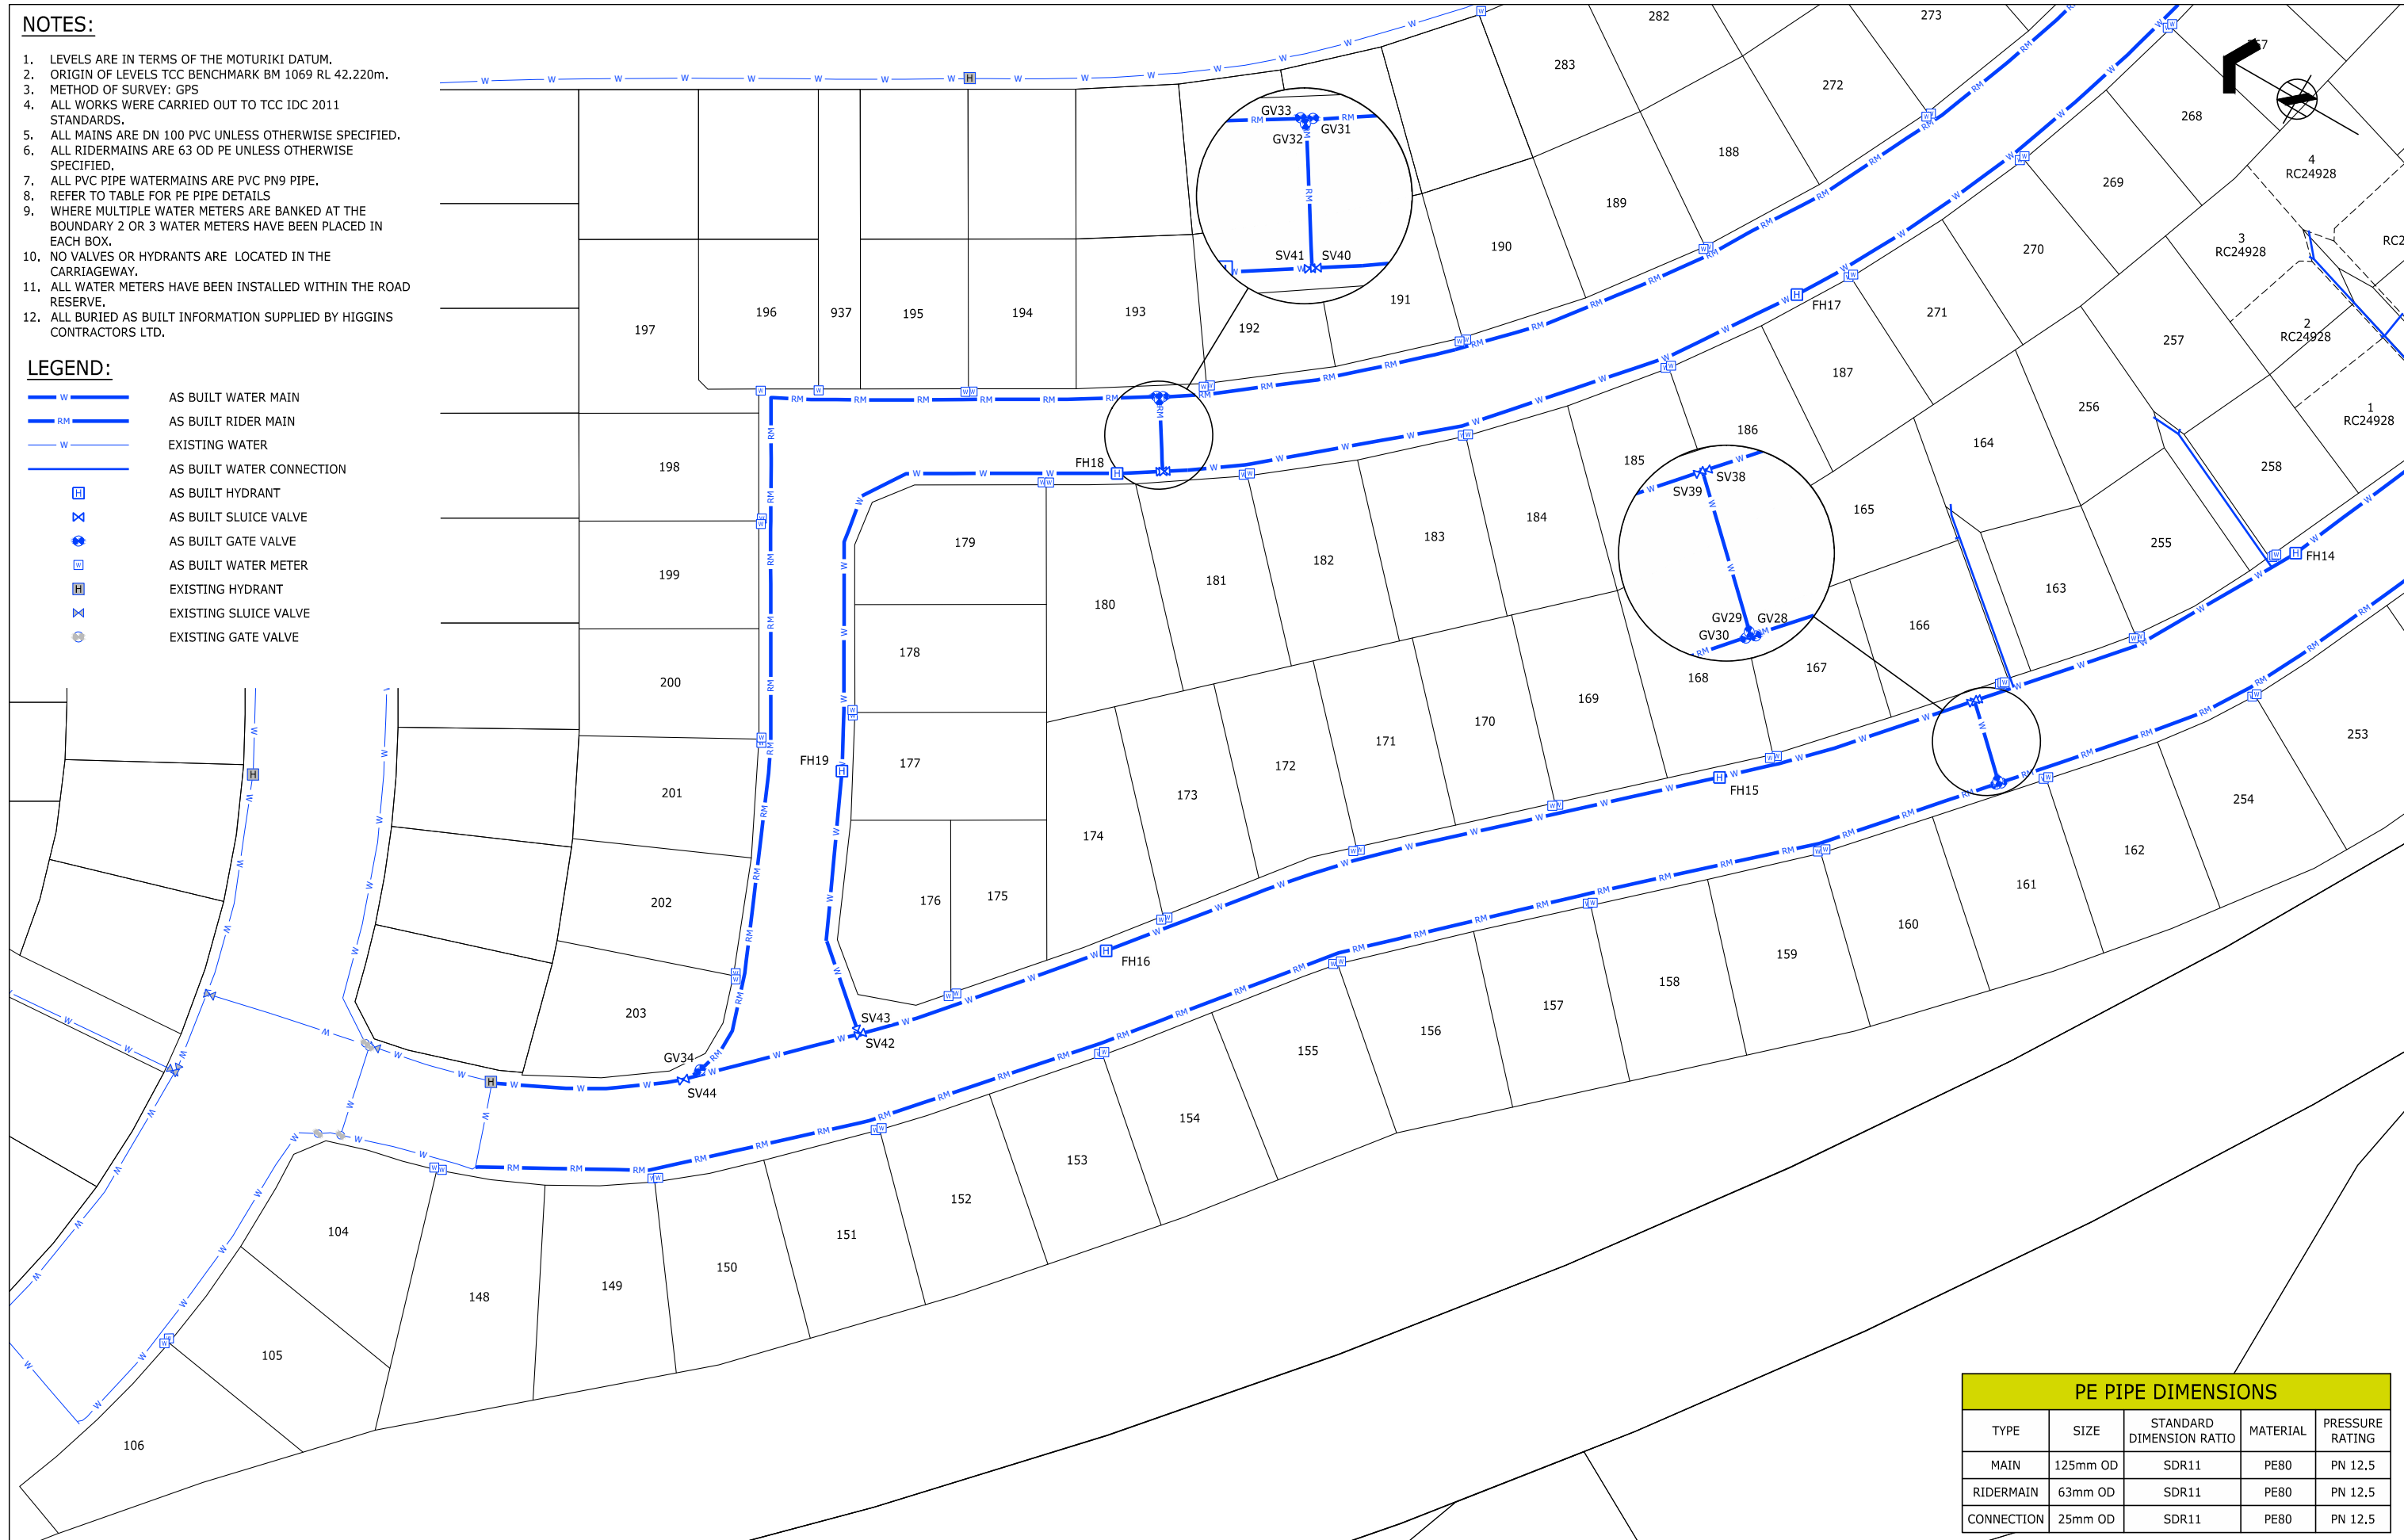 NOTES:
1. LEVELS ARE IN TERMS OF THE MOTURIKI DATUM.
2. ORIGIN OF LEVELS TCC BENCHMARK BM 1069 RL 42.220m.
3. METHOD OF SURVEY: GPS
4. ALL WORKS WERE CARRIED OUT TO TCC IDC 2011
STANDARDS.
5. ALL MAINS ARE DN 100 PVC UNLESS OTHERWISE SPECIFIED.
6. ALL RIDERMAINS ARE 63 OD PE UNLESS OTHERWISE
SPECIFIED.
7. ALL PVC PIPE WATERMAINS ARE PVC PN9 PIPE.
8. REFER TO TABLE FOR PE PIPE DETAILS
9. WHERE MULTIPLE WATER METERS ARE BANKED AT THE
BOUNDARY 2 OR 3 WATER METERS HAVE BEEN PLACED IN
EACH BOX.
10. NO VALVES OR HYDRANTS ARE LOCATED IN THE
CARRIAGEWAY.
11. ALL WATER METERS HAVE BEEN INSTALLED WITHIN THE ROAD
RESERVE.
12. ALL BURIED AS BUILT INFORMATION SUPPLIED BY HIGGINS
CONTRACTORS LTD.
LEGEND:
W AS BUILT WATER MAIN
RM AS BUILT RIDER MAIN
W EXISTING WATER
AS BUILT WATER CONNECTION
H AS BUILT HYDRANT
AS BUILT SLUICE VALVE
AS BUILT GATE VALVE
W AS BUILT WATER METER
H EXISTING HYDRANT
EXISTING SLUICE VALVE
EXISTING GATE VALVE
282
273
283
272
268
4
RC24928
188
269
189
3
RC24928
190
270
191
192
193
194
195
937
196
197
271
257
2
RC24928
187
256
1
RC24928
186
164
258
185
165
184
183
182
181
180
179
198
199
200
201
202
203
178
177
176
175
174
173
172
171
170
169
168
167
166
163
255
253
254
162
161
160
159
158
157
156
155
154
153
152
151
150
149
148
104
105
106
GV33
GV31
GV32
SV41
SV40
SV39
SV38
GV29
GV28
GV30
FH17
FH18
FH14
FH19
FH15
FH16
SV43
SV42
GV34
SV44
PE PIPE DIMENSIONS
TYPE SIZE STANDARD DIMENSION RATIO MATERIAL PRESSURE RATING
MAIN 125mm OD SDR11 PE80 PN 12.5
RIDERMAIN 63mm OD SDR11 PE80 PN 12.5
CONNECTION 25mm OD SDR11 PE80 PN 12.5